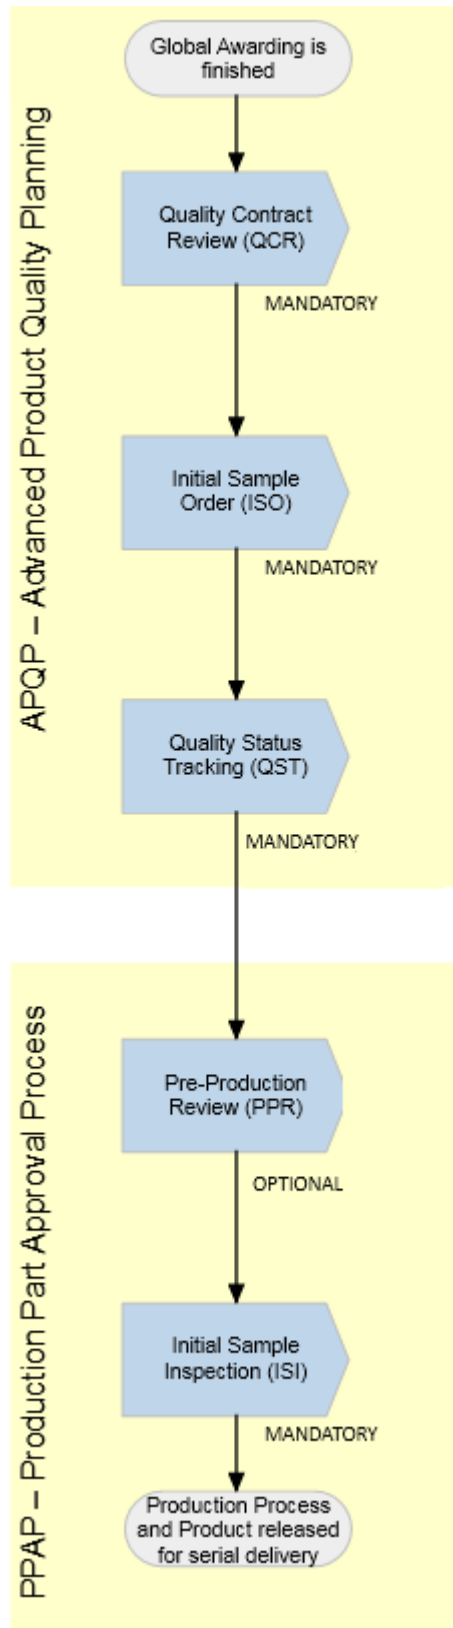 APQP – Advanced Product Quality Planning
Global Awarding is
finished
Quality Contract
Review (QCR)
MANDATORY
Initial Sample
Order (ISO)
MANDATORY
Quality Status
Tracking (QST)
MANDATORY
PPAP – Production Part Approval Process
Pre-Production
Review (PPR)
OPTIONAL
Initial Sample
Inspection (ISI)
MANDATORY
Production Process
and Product released
for serial delivery